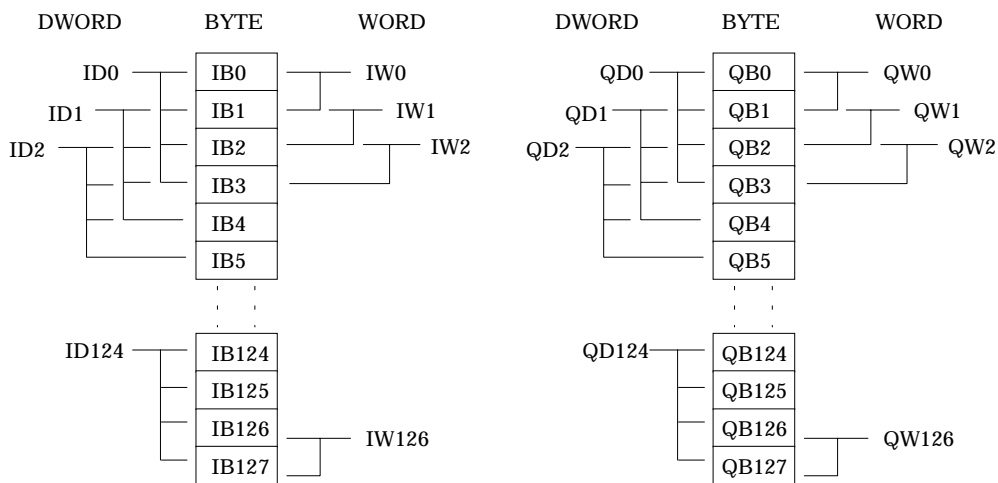 DWORD BYTE WORD DWORD BYTE WORD
ID0 IB0 IW0 QD0 QB0 QW0
ID1 IB1 IW1 QD1 QB1 QW1
ID2 IB2 IW2 QD2 QB2 QW2
IB3 QB3
IB4 QB4
IB5 QB5
ID124 IB124 QD124 QB124
IB125 QB125
IB126 IW126 QB126 QW126
IB127 QB127